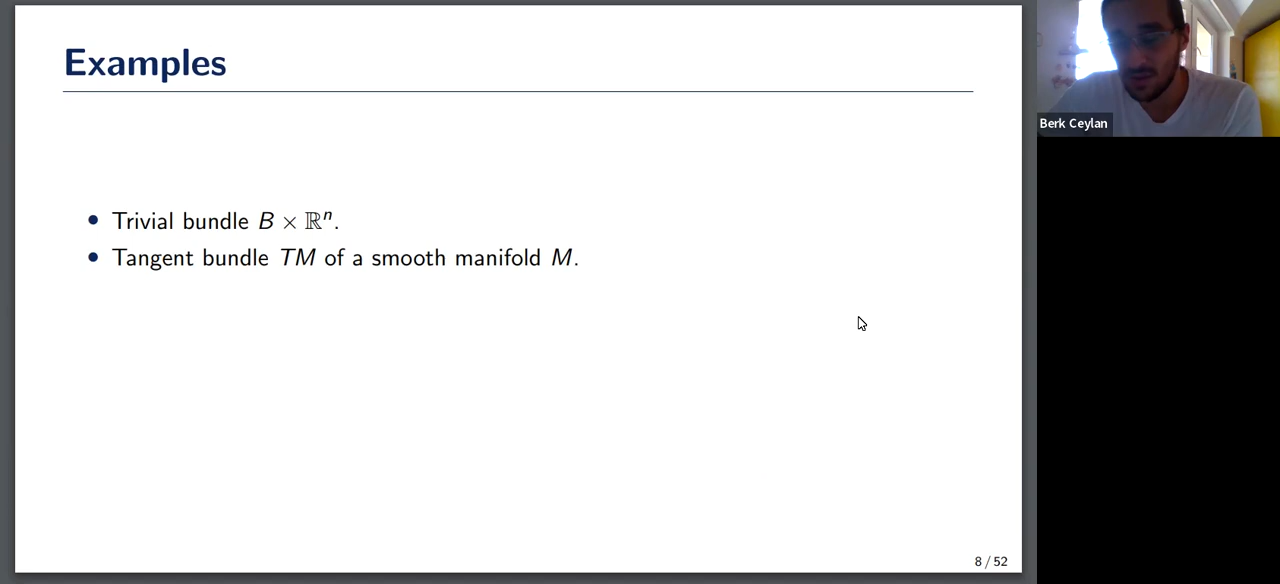 Examples
• Trivial bundle B × ℝⁿ.
• Tangent bundle TM of a smooth manifold M.
8 / 52
Berk Ceylan